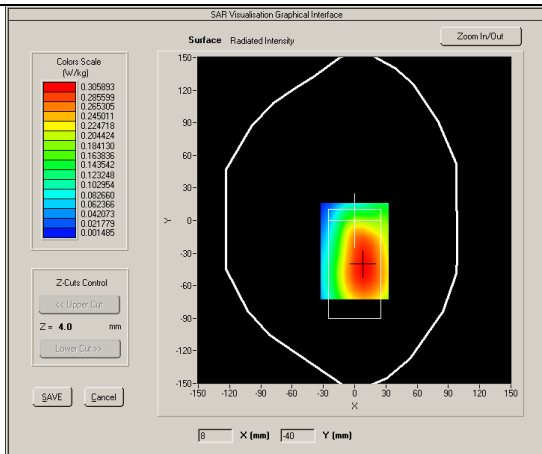 SAR Visualisation Graphical Interface
Surface Radiated Intensity
Zoom In/Out
Colors Scale
(W/kg)
0.305893
0.285599
0.265305
0.245011
0.224718
0.204424
0.184130
0.163836
0.143542
0.123248
0.102954
0.082660
0.062366
0.042073
0.021779
0.001485
Z-Cuts Control
<< Upper Cut
Z = 4.0 mm
Lower Cut >>
SAVE Cancel
150-
120-
90-
60-
30-
Y 0-
-30-
-60-
-90-
-120-
-150-
-150 -120 -90 -60 -30 0 30 60 90 120 150
X
8 X (mm) -40 Y (mm)